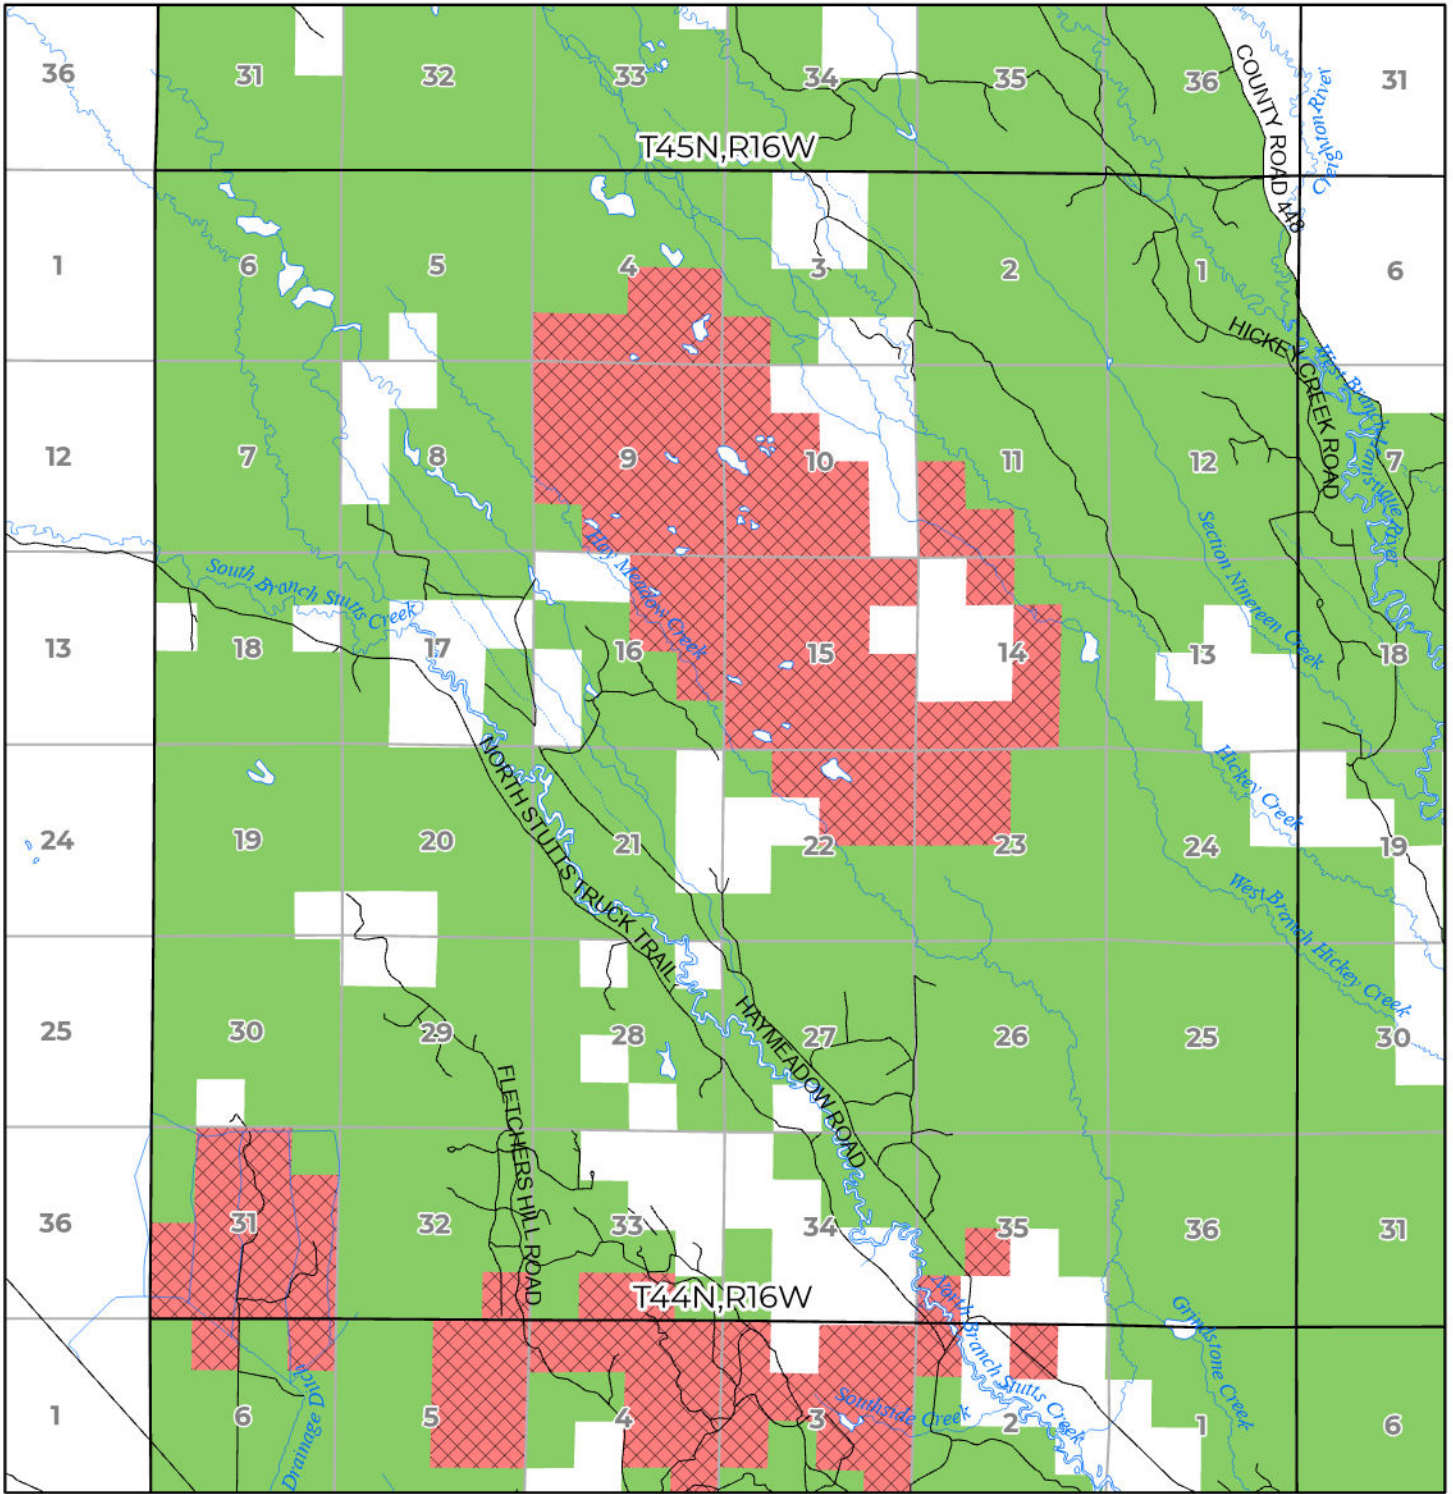 36 31 32 33 34 35 36 31
COUNTY ROAD 448
Creighton River
T45N,R16W
1 6 5 4 3 2 1 6
HICKEY CREEK ROAD
West Branch Manistique River
12 7 8 9 10 11 12 7
Section Nineteen Creek
Hay Meadow Creek
South Branch Stutts Creek
13 18 17 16 15 14 13 18
NORTH STUTTS TRUCK TRAIL
Hickey Creek
24 19 20 21 22 23 24 19
West Branch Hickey Creek
25 30 29 28 27 26 25 30
HAYMEADOW ROAD
FLETCHERS HILL ROAD
36 31 32 33 34 35 36 31
T44N,R16W
North Branch Stutts Creek
Grindstone Creek
Drainage Ditch
Southside Creek
1 6 5 4 3 2 1 6